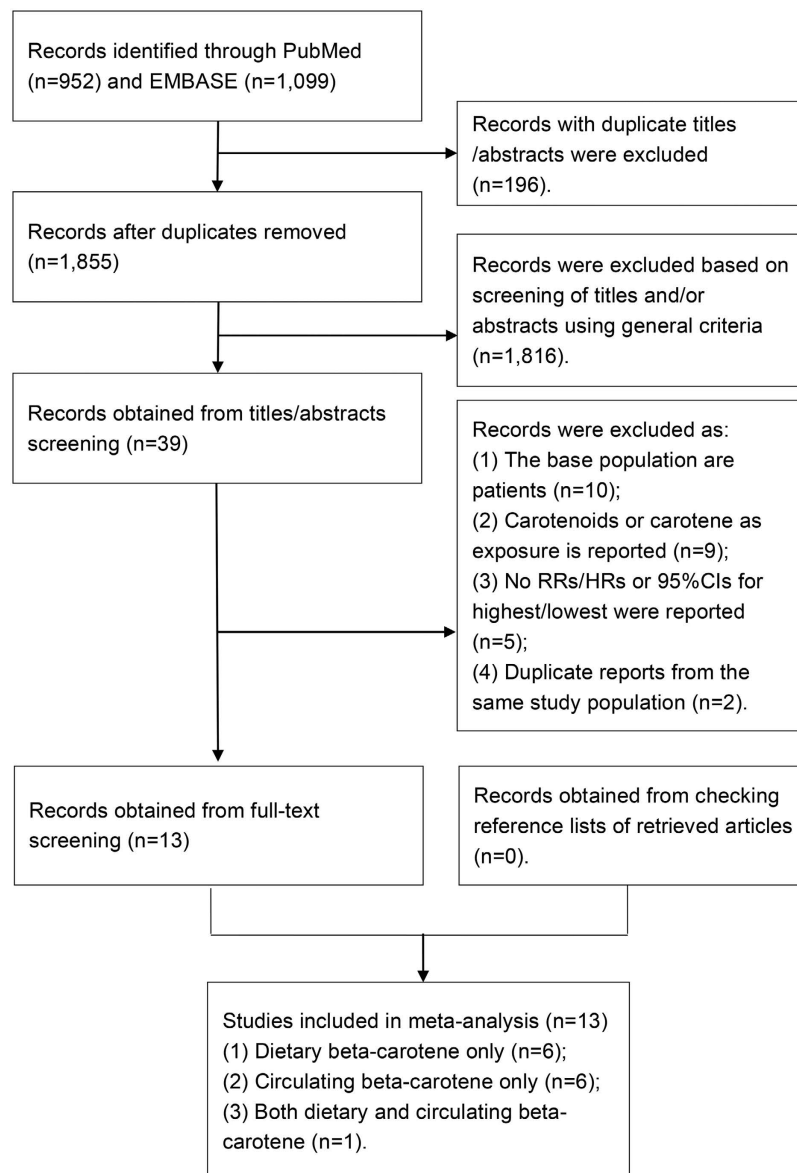 Records identified through PubMed
(n=952) and EMBASE (n=1,099)
Records with duplicate titles
/abstracts were excluded
(n=196).
Records after duplicates removed
(n=1,855)
Records were excluded based on
screening of titles and/or
abstracts using general criteria
(n=1,816).
Records obtained from titles/abstracts
screening (n=39)
Records were excluded as:
(1) The base population are
patients (n=10);
(2) Carotenoids or carotene as
exposure is reported (n=9);
(3) No RRs/HRs or 95%CIs for
highest/lowest were reported
(n=5);
(4) Duplicate reports from the
same study population (n=2).
Records obtained from full-text
screening (n=13)
Records obtained from checking
reference lists of retrieved articles
(n=0).
Studies included in meta-analysis (n=13)
(1) Dietary beta-carotene only (n=6);
(2) Circulating beta-carotene only (n=6);
(3) Both dietary and circulating beta-
carotene (n=1).